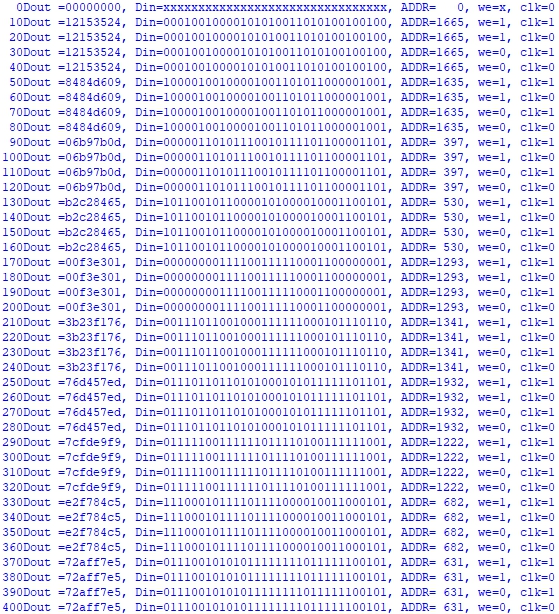 0Dout =00000000, Din=xxxxxxxxxxxxxxxxxxxxxxxxxxxxxxxx, ADDR=   0, we=x, clk=0
10Dout =12153524, Din=00010010000101010011010100100100, ADDR=1665, we=1, clk=1
20Dout =12153524, Din=00010010000101010011010100100100, ADDR=1665, we=1, clk=0
30Dout =12153524, Din=00010010000101010011010100100100, ADDR=1665, we=0, clk=1
40Dout =12153524, Din=00010010000101010011010100100100, ADDR=1665, we=0, clk=0
50Dout =8484d609, Din=10000100100001001101011000001001, ADDR=1635, we=1, clk=1
60Dout =8484d609, Din=10000100100001001101011000001001, ADDR=1635, we=1, clk=0
70Dout =8484d609, Din=10000100100001001101011000001001, ADDR=1635, we=0, clk=1
80Dout =8484d609, Din=10000100100001001101011000001001, ADDR=1635, we=0, clk=0
90Dout =06b97b0d, Din=00000110101110010111101100001101, ADDR= 397, we=1, clk=1
100Dout =06b97b0d, Din=00000110101110010111101100001101, ADDR= 397, we=1, clk=0
110Dout =06b97b0d, Din=00000110101110010111101100001101, ADDR= 397, we=0, clk=1
120Dout =06b97b0d, Din=00000110101110010111101100001101, ADDR= 397, we=0, clk=0
130Dout =b2c28465, Din=10110010110000101000010001100101, ADDR= 530, we=1, clk=1
140Dout =b2c28465, Din=10110010110000101000010001100101, ADDR= 530, we=1, clk=0
150Dout =b2c28465, Din=10110010110000101000010001100101, ADDR= 530, we=0, clk=1
160Dout =b2c28465, Din=10110010110000101000010001100101, ADDR= 530, we=0, clk=0
170Dout =00f3e301, Din=00000000111100111110001100000001, ADDR=1293, we=1, clk=1
180Dout =00f3e301, Din=00000000111100111110001100000001, ADDR=1293, we=1, clk=0
190Dout =00f3e301, Din=00000000111100111110001100000001, ADDR=1293, we=0, clk=1
200Dout =00f3e301, Din=00000000111100111110001100000001, ADDR=1293, we=0, clk=0
210Dout =3b23f176, Din=00111011001000111111000101110110, ADDR=1341, we=1, clk=1
220Dout =3b23f176, Din=00111011001000111111000101110110, ADDR=1341, we=1, clk=0
230Dout =3b23f176, Din=00111011001000111111000101110110, ADDR=1341, we=0, clk=1
240Dout =3b23f176, Din=00111011001000111111000101110110, ADDR=1341, we=0, clk=0
250Dout =76d457ed, Din=01110110110101000101011111101101, ADDR=1932, we=1, clk=1
260Dout =76d457ed, Din=01110110110101000101011111101101, ADDR=1932, we=1, clk=0
270Dout =76d457ed, Din=01110110110101000101011111101101, ADDR=1932, we=0, clk=1
280Dout =76d457ed, Din=01110110110101000101011111101101, ADDR=1932, we=0, clk=0
290Dout =7cfde9f9, Din=01111100111111011110100111111001, ADDR=1222, we=1, clk=1
300Dout =7cfde9f9, Din=01111100111111011110100111111001, ADDR=1222, we=1, clk=0
310Dout =7cfde9f9, Din=01111100111111011110100111111001, ADDR=1222, we=0, clk=1
320Dout =7cfde9f9, Din=01111100111111011110100111111001, ADDR=1222, we=0, clk=0
330Dout =e2f784c5, Din=11100010111101111000010011000101, ADDR= 682, we=1, clk=1
340Dout =e2f784c5, Din=11100010111101111000010011000101, ADDR= 682, we=1, clk=0
350Dout =e2f784c5, Din=11100010111101111000010011000101, ADDR= 682, we=0, clk=1
360Dout =e2f784c5, Din=11100010111101111000010011000101, ADDR= 682, we=0, clk=0
370Dout =72aff7e5, Din=01110010101011111111011111100101, ADDR= 631, we=1, clk=1
380Dout =72aff7e5, Din=01110010101011111111011111100101, ADDR= 631, we=1, clk=0
390Dout =72aff7e5, Din=01110010101011111111011111100101, ADDR= 631, we=0, clk=1
400Dout =72aff7e5, Din=01110010101011111111011111100101, ADDR= 631, we=0, clk=0